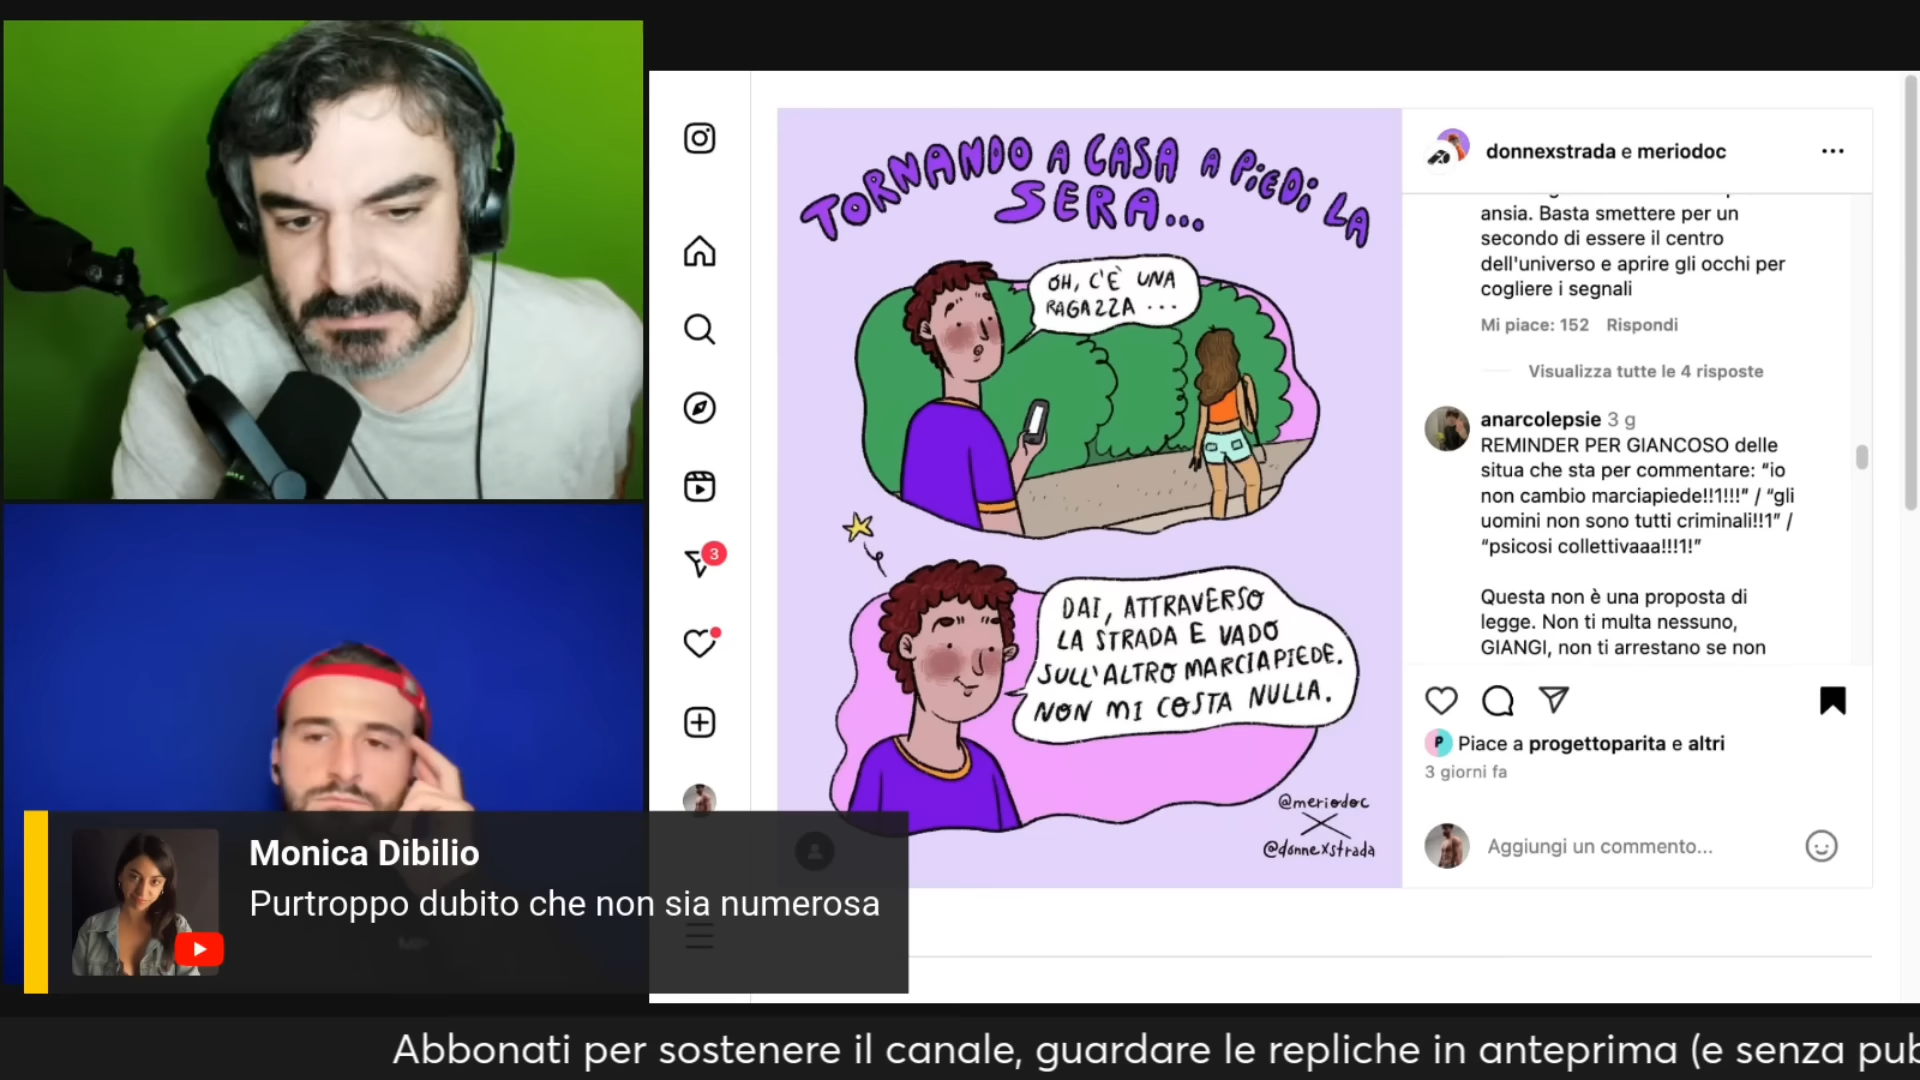 TORNANDO A CASA A PIEDI LA
SERA...
OH, C'È UNA
RAGAZZA ...
DAI, ATTRAVERSO
LA STRADA E VADO
SULL'ALTRO MARCIAPIEDE.
NON MI COSTA NULLA.
@meriodoc
@donnexstrada
3
donnexstrada e meriodoc
ansia. Basta smettere per un
secondo di essere il centro
dell'universo e aprire gli occhi per
cogliere i segnali
Mi piace: 152 Rispondi
Visualizza tutte le 4 risposte
anarcolepsie 3 g
REMINDER PER GIANCOSO delle
situa che sta per commentare: “io
non cambio marciapiede!!1!!!” / “gli
uomini non sono tutti criminali!!1” /
“psicosi collettivaaa!!!1!”
Questa non è una proposta di
legge. Non ti multa nessuno,
GIANGI, non ti arrestano se non
P
Piace a progettoparita e altri
3 giorni fa
Aggiungi un commento...
Monica Dibilio
Purtroppo dubito che non sia numerosa
Abbonati per sostenere il canale, guardare le repliche in anteprima (e senza pub